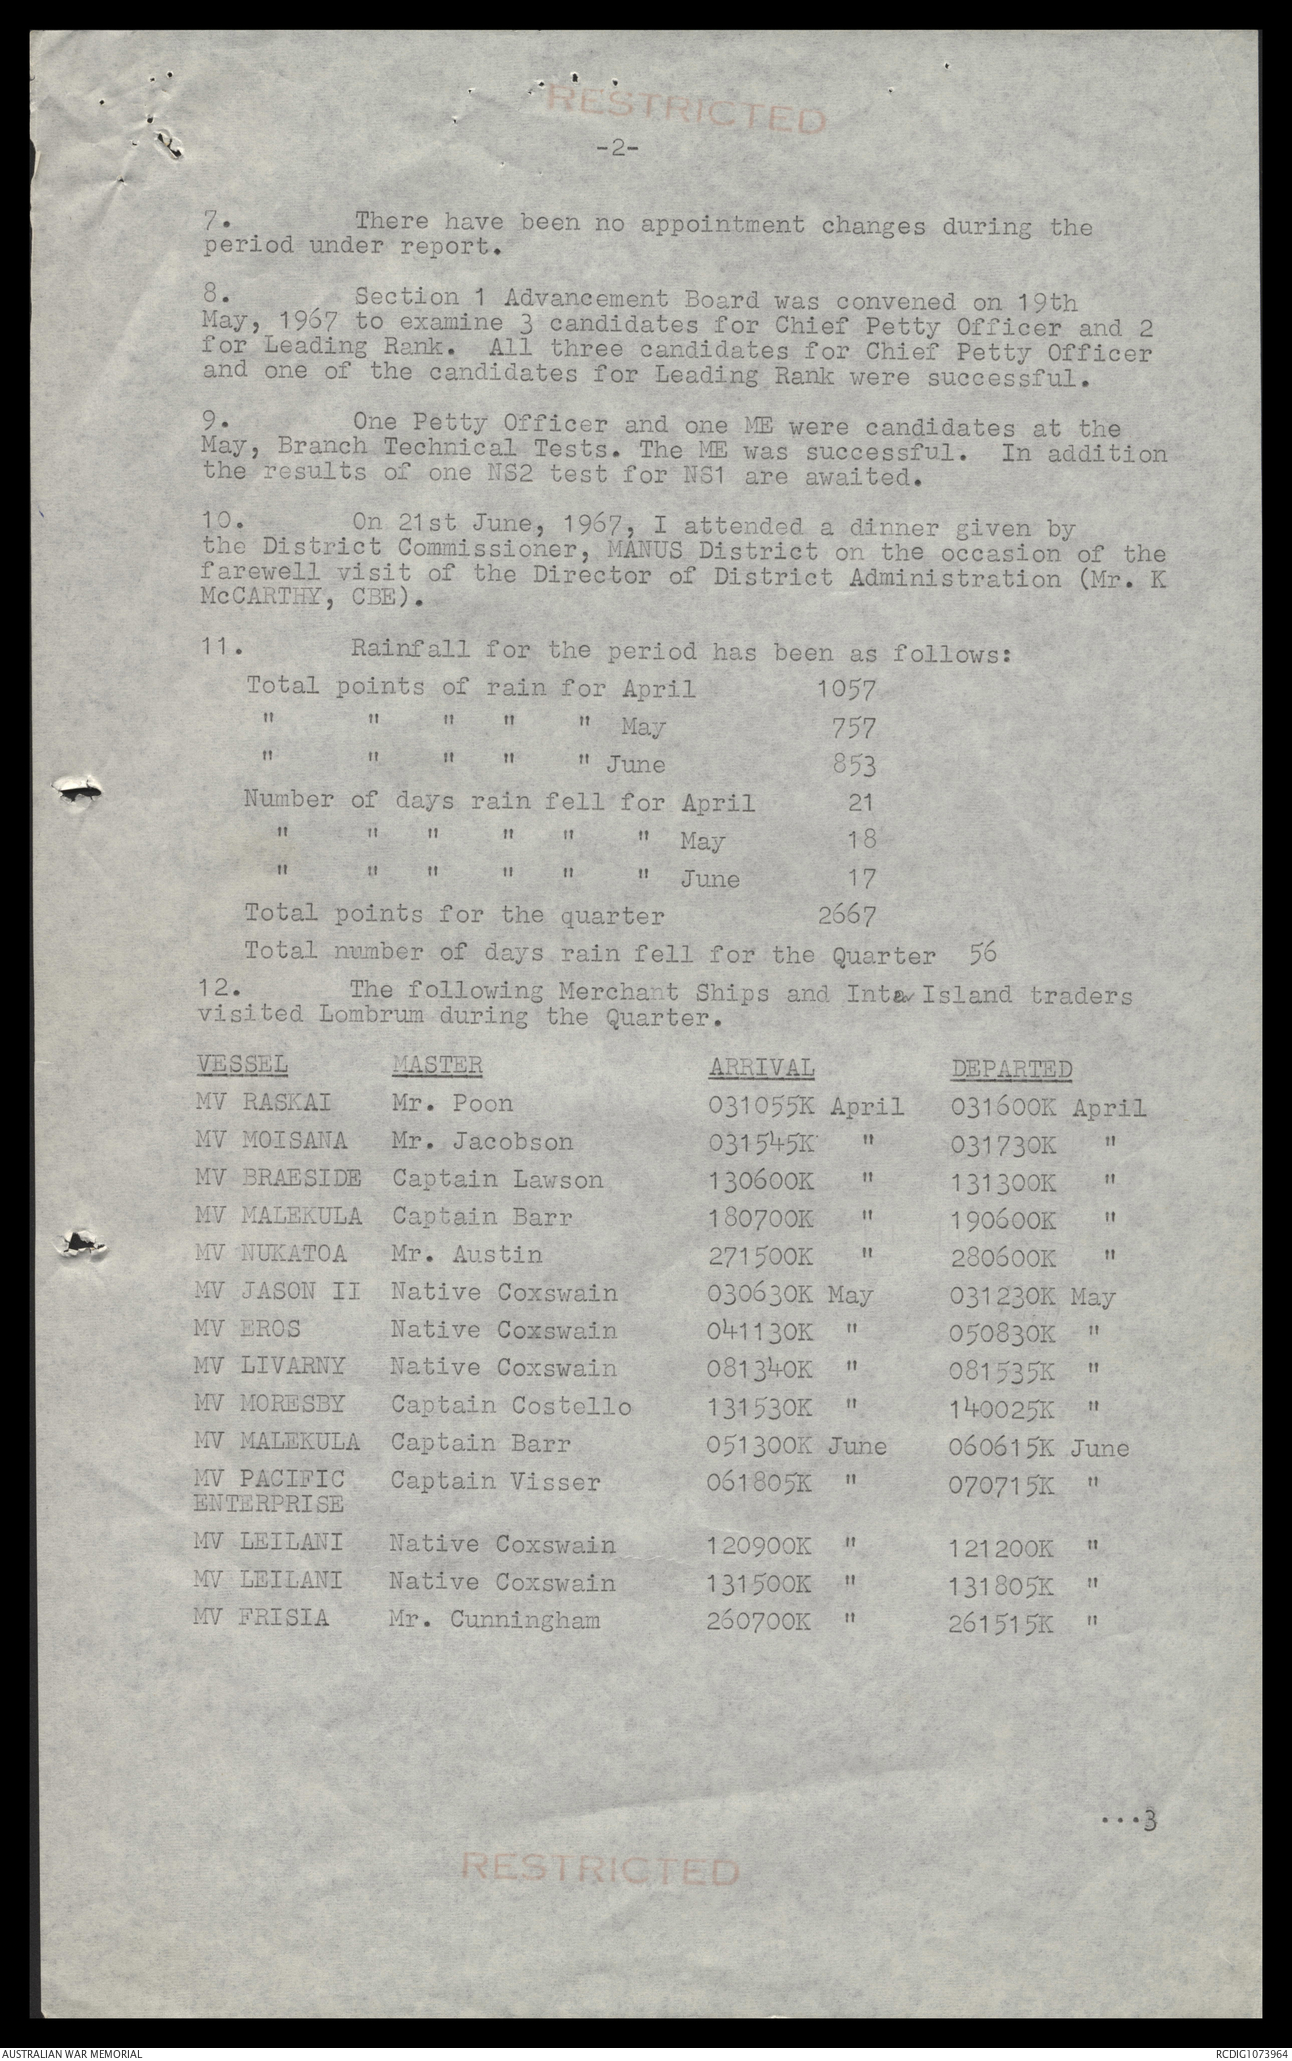 RESTRICTED
-2-
7. There have been no appointment changes during the
period under report.
8. Section 1 Advancement Board was convened on 19th
May, 1967 to examine 3 candidates for Chief Petty Officer and 2
for Leading Rank. All three candidates for Chief Petty Officer
and one of the candidates for Leading Rank were successful.
9. One Petty Officer and one ME were candidates at the
May, Branch Technical Tests. The ME was successful. In addition
the results of one NS2 test for NS1 are awaited.
10. On 21st June, 1967, I attended a dinner given by
the District Commissioner, MANUS District on the occasion of the
farewell visit of the Director of District Administration (Mr. K
McCARTHY, CBE).
11. Rainfall for the period has been as follows:
Total points of rain for April 1057
" " " " " May 757
" " " " " June 853
Number of days rain fell for April 21
" " " " " " May 18
" " " " " " June 17
Total points for the quarter 2667
Total number of days rain fell for the Quarter 56
12. The following Merchant Ships and Inter Island traders
visited Lombrum during the Quarter.
VESSEL MASTER ARRIVAL DEPARTED
MV RASKAI Mr. Poon 031055K April 031600K April
MV MOISANA Mr. Jacobson 031545K " 031730K "
MV BRAESIDE Captain Lawson 130600K " 131300K "
MV MALEKULA Captain Barr 180700K " 190600K "
MV NUKATOA Mr. Austin 271500K " 280600K "
MV JASON II Native Coxswain 030630K May 031230K May
MV EROS Native Coxswain 041130K " 050830K "
MV LIVARNY Native Coxswain 081340K " 081535K "
MV MORESBY Captain Costello 131530K " 140025K "
MV MALEKULA Captain Barr 051300K June 060615K June
MV PACIFIC Captain Visser 061805K " 070715K "
ENTERPRISE
MV LEILANI Native Coxswain 120900K " 121200K "
MV LEILANI Native Coxswain 131500K " 131805K "
MV FRISIA Mr. Cunningham 260700K " 261515K "
...3
RESTRICTED
AUSTRALIAN WAR MEMORIAL RCDIG1073964